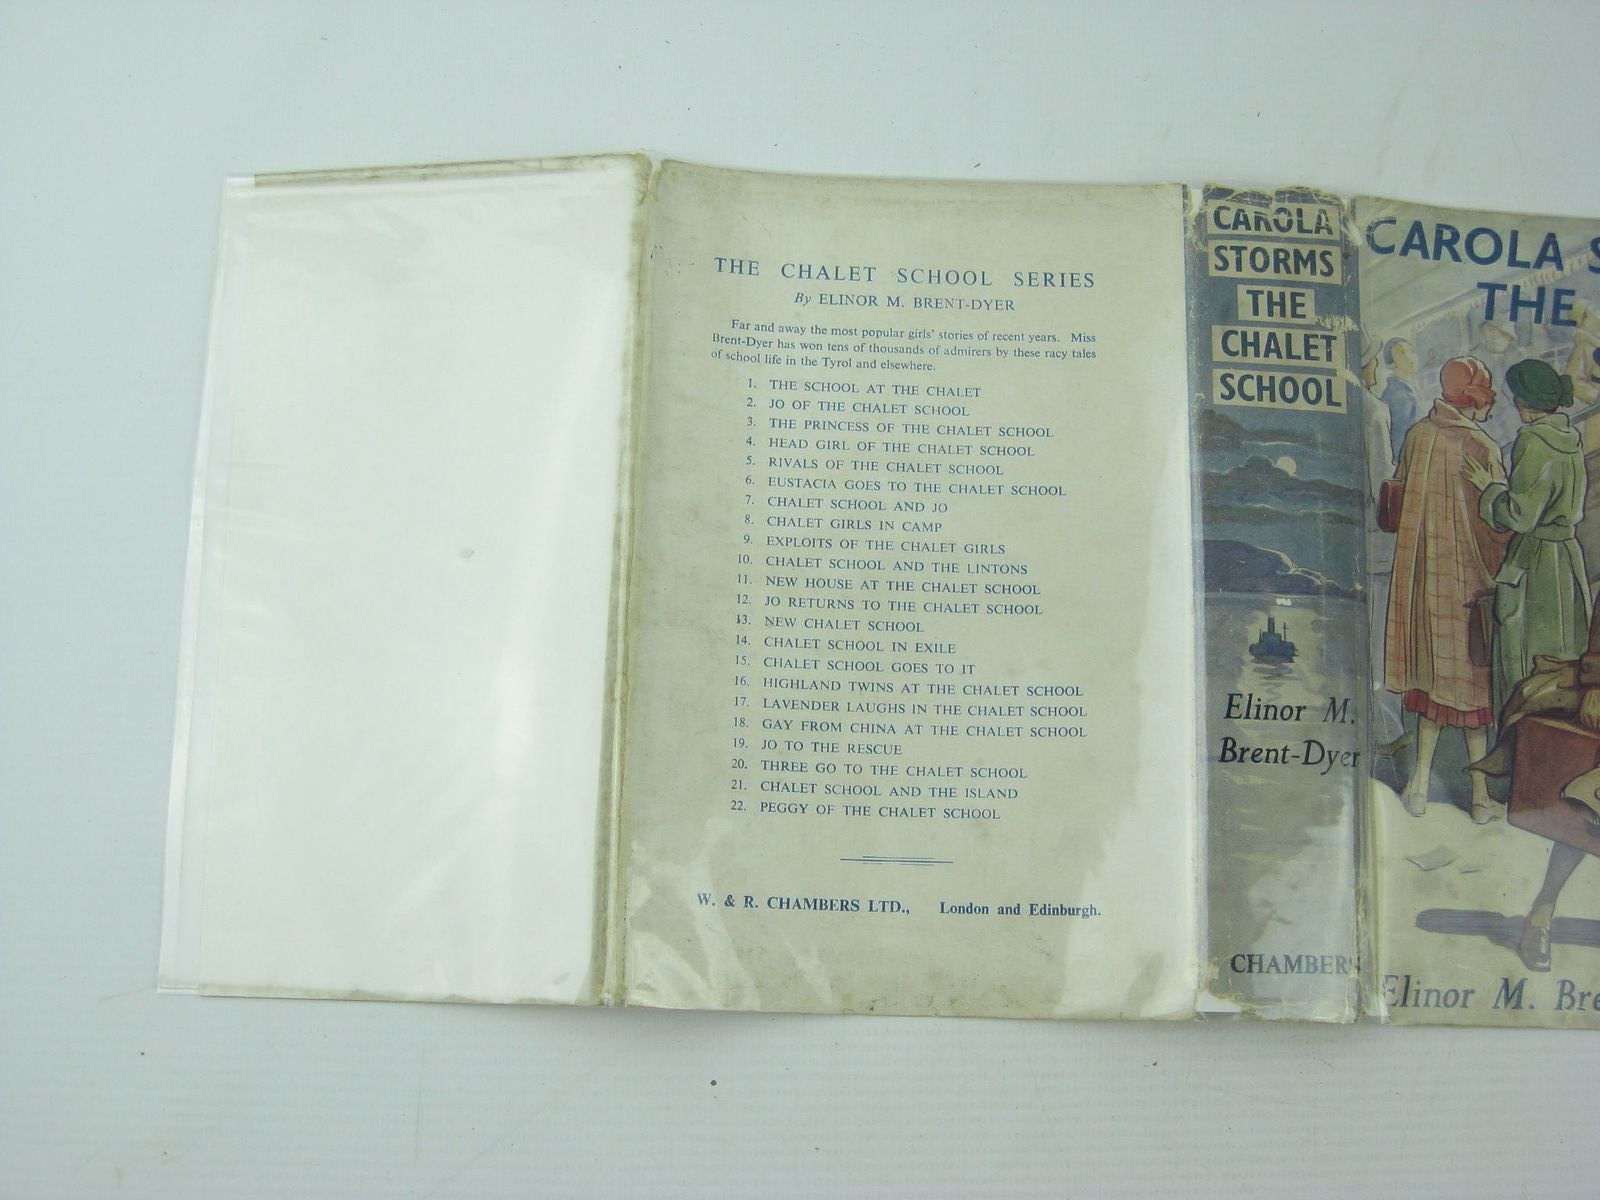 THE CHALET SCHOOL SERIES
By ELINOR M. BRENT-DYER
Far and away the most popular girls' stories of recent years. Miss
Brent-Dyer has won tens of thousands of admirers by these racy tales
of school life in the Tyrol and elsewhere.
1. THE SCHOOL AT THE CHALET
2. JO OF THE CHALET SCHOOL
3. THE PRINCESS OF THE CHALET SCHOOL
4. HEAD GIRL OF THE CHALET SCHOOL
5. RIVALS OF THE CHALET SCHOOL
6. EUSTACIA GOES TO THE CHALET SCHOOL
7. CHALET SCHOOL AND JO
8. CHALET GIRLS IN CAMP
9. EXPLOITS OF THE CHALET GIRLS
10. CHALET SCHOOL AND THE LINTONS
11. NEW HOUSE AT THE CHALET SCHOOL
12. JO RETURNS TO THE CHALET SCHOOL
13. NEW CHALET SCHOOL
14. CHALET SCHOOL IN EXILE
15. CHALET SCHOOL GOES TO IT
16. HIGHLAND TWINS AT THE CHALET SCHOOL
17. LAVENDER LAUGHS IN THE CHALET SCHOOL
18. GAY FROM CHINA AT THE CHALET SCHOOL
19. JO TO THE RESCUE
20. THREE GO TO THE CHALET SCHOOL
21. CHALET SCHOOL AND THE ISLAND
22. PEGGY OF THE CHALET SCHOOL
W. & R. CHAMBERS LTD., London and Edinburgh.
CAROLA
STORMS
THE
CHALET
SCHOOL
Elinor M.
Brent-Dyer
CHAMBERS
CAROLA S
THE
S
Elinor M. Bre